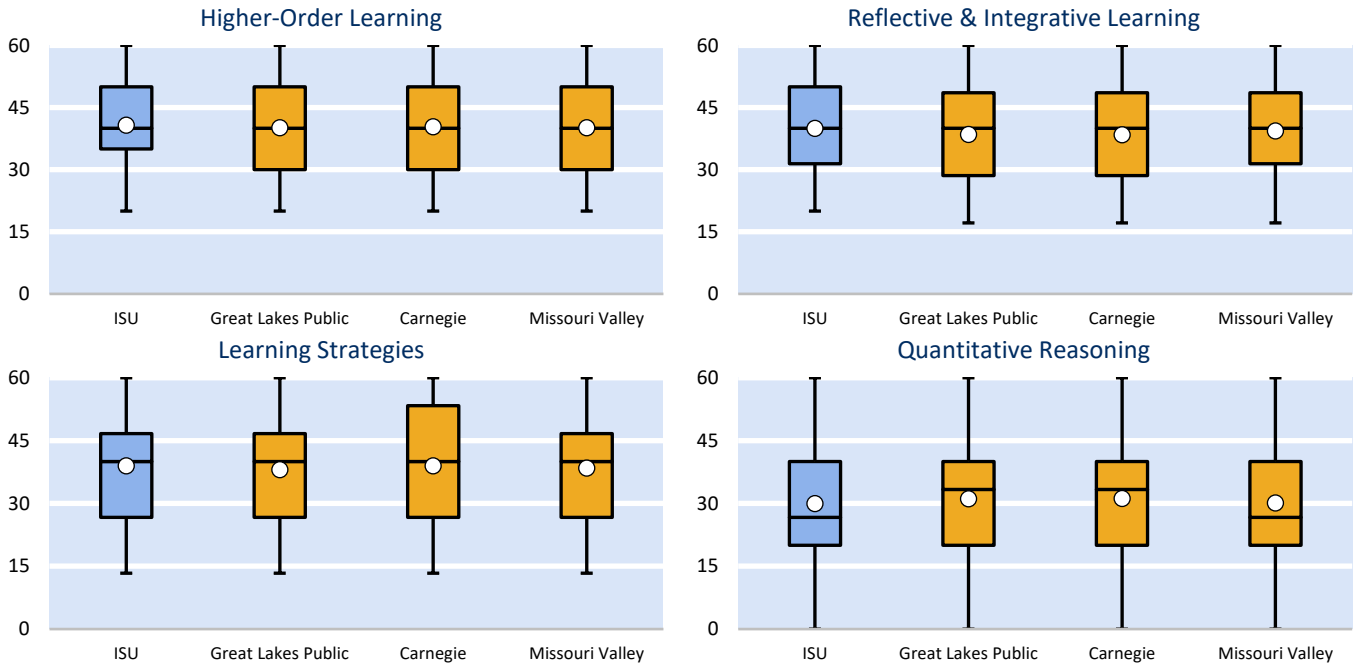 Higher-Order Learning
60
45
30
15
0
ISU Great Lakes Public Carnegie Missouri Valley
Reflective & Integrative Learning
60
45
30
15
0
ISU Great Lakes Public Carnegie Missouri Valley
Learning Strategies
60
45
30
15
0
ISU Great Lakes Public Carnegie Missouri Valley
Quantitative Reasoning
60
45
30
15
0
ISU Great Lakes Public Carnegie Missouri Valley